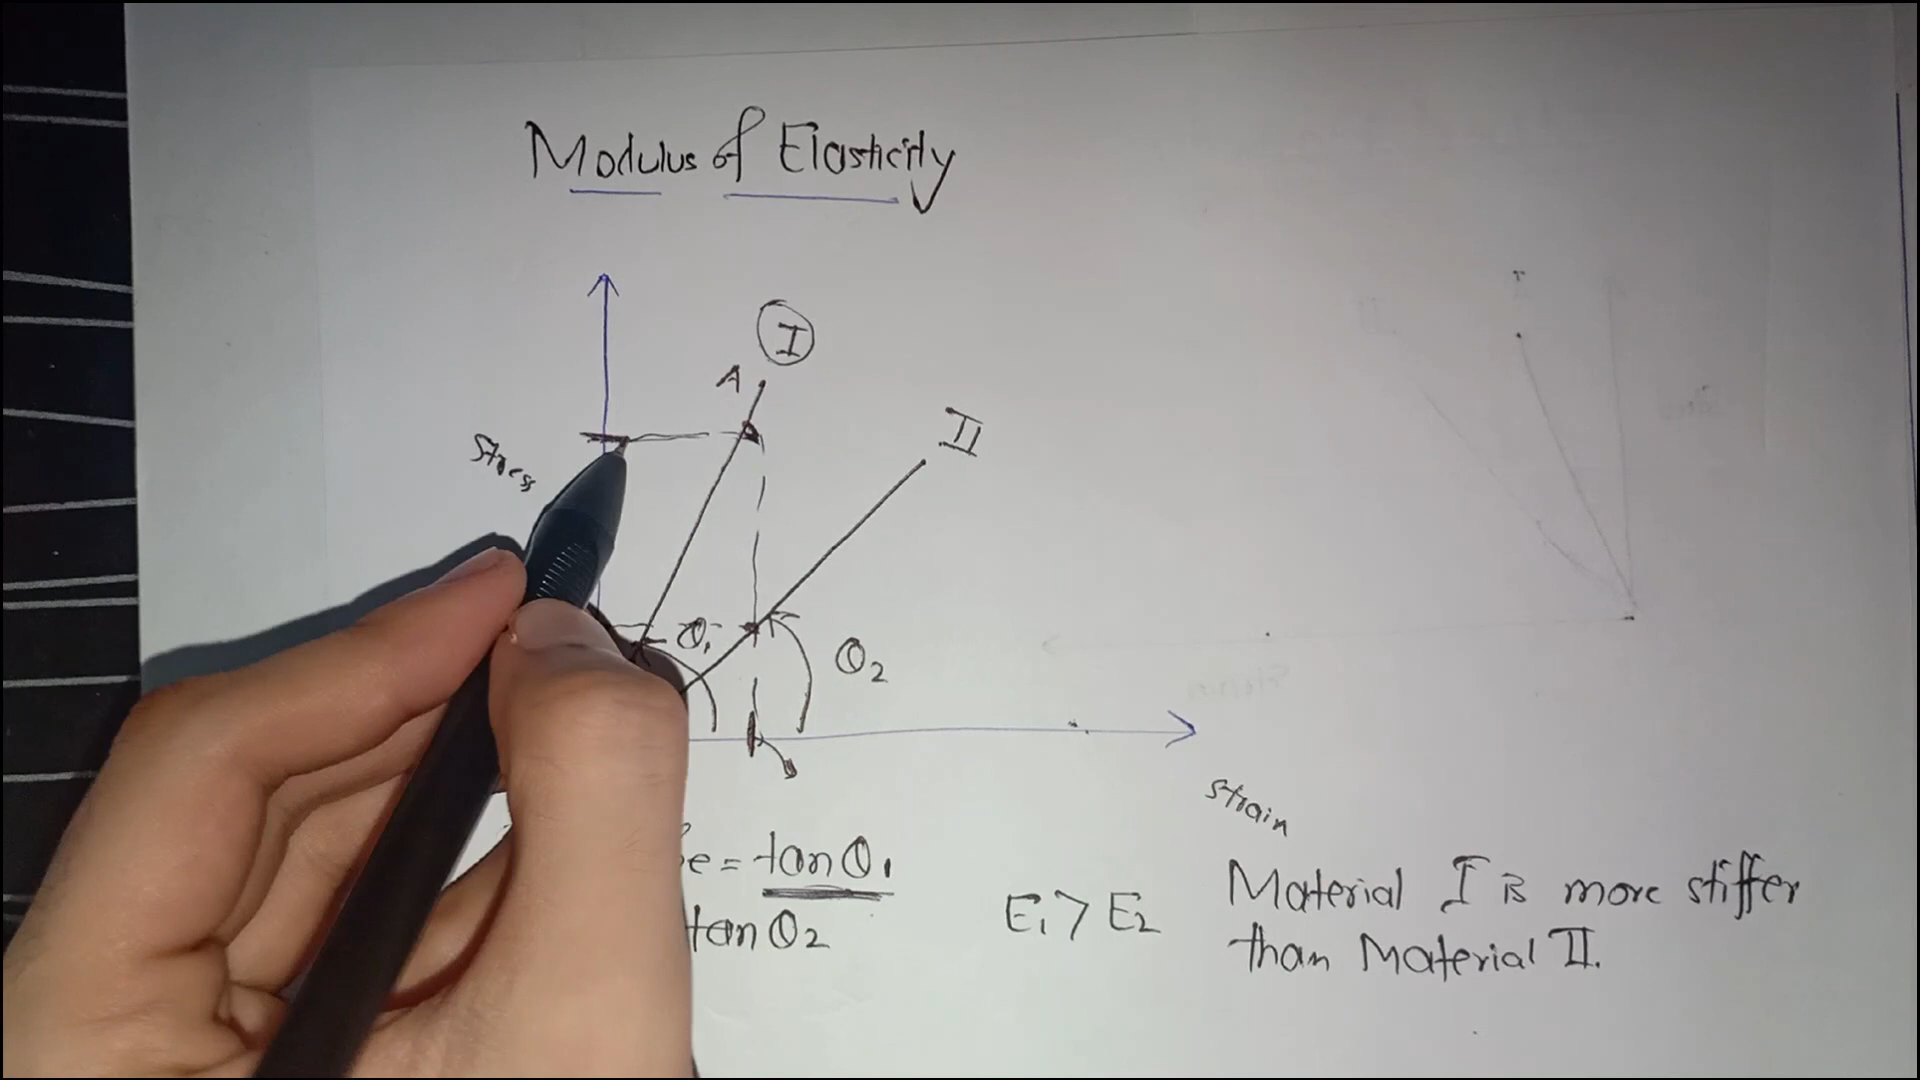 Modulus of Elasticity
I
A
II
Stress
θ₁
θ₂
strain
e = tan θ₁
tan θ₂
E₁ > E₂
Material I is more stiffer
than Material II.